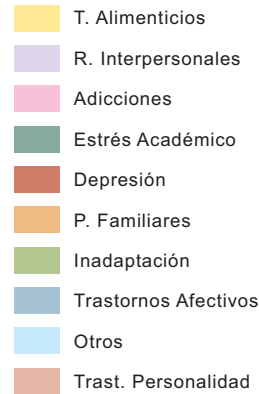 T. Alimenticios
R. Interpersonales
Adicciones
Estrés Académico
Depresión
P. Familiares
Inadaptación
Trastornos Afectivos
Otros
Trast. Personalidad